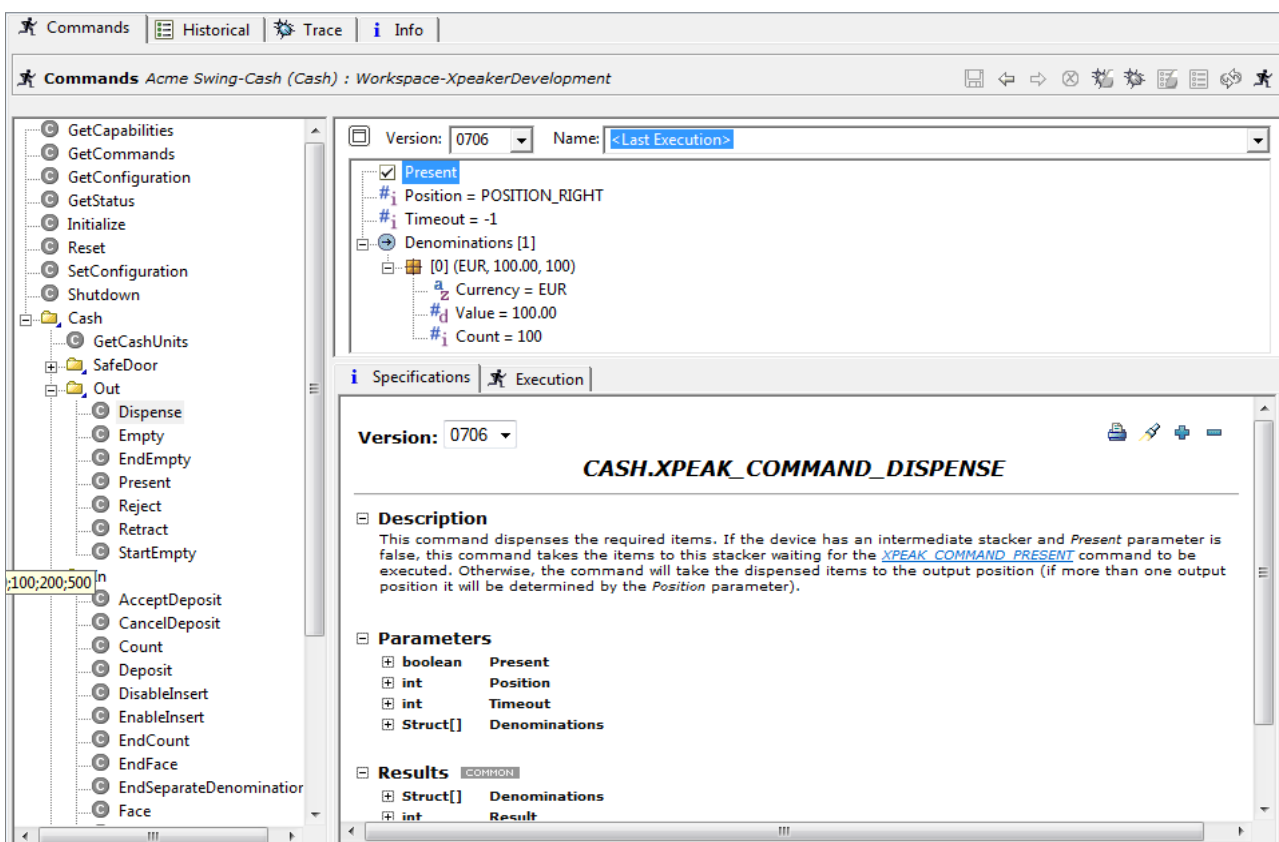 Commands Historical Trace i Info
Commands Acme Swing-Cash (Cash) : Workspace-XpeakerDevelopment
GetCapabilities
GetCommands
GetConfiguration
GetStatus
Initialize
Reset
SetConfiguration
Shutdown
Cash
GetCashUnits
SafeDoor
Out
Dispense
Empty
EndEmpty
Present
Reject
Retract
StartEmpty
;100;200;500
AcceptDeposit
CancelDeposit
Count
Deposit
DisableInsert
EnableInsert
EndCount
EndFace
EndSeparateDenominatior
Face
Version: 0706 Name: <Last Execution>
Present
#i Position = POSITION_RIGHT
#i Timeout = -1
Denominations [1]
[0] (EUR, 100.00, 100)
az Currency = EUR
#d Value = 100.00
#i Count = 100
i Specifications Execution
Version: 0706
CASH.XPEAK_COMMAND_DISPENSE
Description
This command dispenses the required items. If the device has an intermediate stacker and Present parameter is
false, this command takes the items to this stacker waiting for the XPEAK_COMMAND_PRESENT command to be
executed. Otherwise, the command will take the dispensed items to the output position (if more than one output
position it will be determined by the Position parameter).
Parameters
boolean Present
int Position
int Timeout
Struct[] Denominations
Results COMMON
Struct[] Denominations
int Result